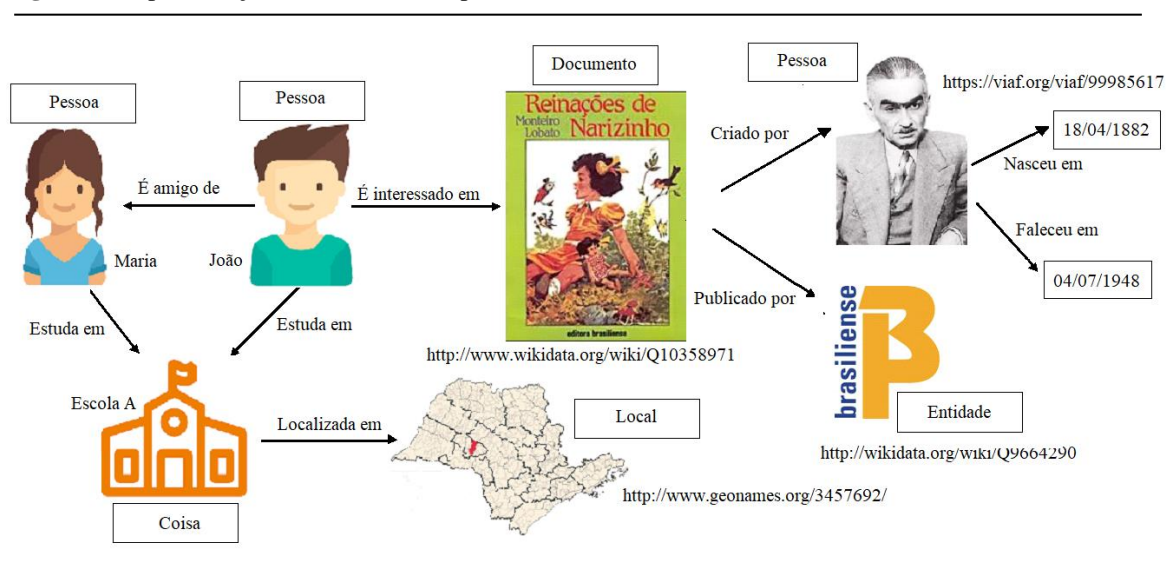 Documento
Pessoa
https://viaf.org/viaf/99985617
Pessoa
Pessoa
Reinações de
Narizinho
Monteiro
Lobato
Criado por
18/04/1882
Nasceu em
É amigo de
É interessado em
Faleceu em
Maria
João
04/07/1948
Publicado por
Estuda em
Estuda em
editora brasiliense
brasiliense
http://www.wikidata.org/wiki/Q10358971
Escola A
Localizada em
Local
Entidade
http://wikidata.org/wiki/Q9664290
http://www.geonames.org/3457692/
Coisa